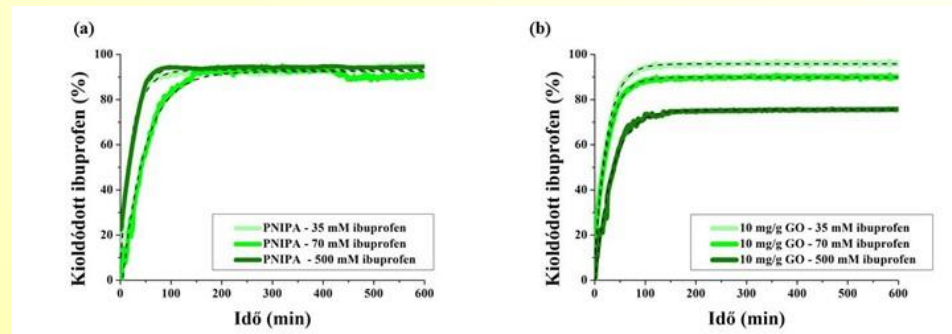 (a)
Kioldódott ibuprofen (%)
100
80
60
40
20
0
PNIPA - 35 mM ibuprofen
PNIPA - 70 mM ibuprofen
PNIPA - 500 mM ibuprofen
0 100 200 300 400 500 600
Idő (min)
(b)
Kioldódott ibuprofen (%)
100
80
60
40
20
0
10 mg/g GO - 35 mM ibuprofen
10 mg/g GO - 70 mM ibuprofen
10 mg/g GO - 500 mM ibuprofen
0 100 200 300 400 500 600
Idő (min)